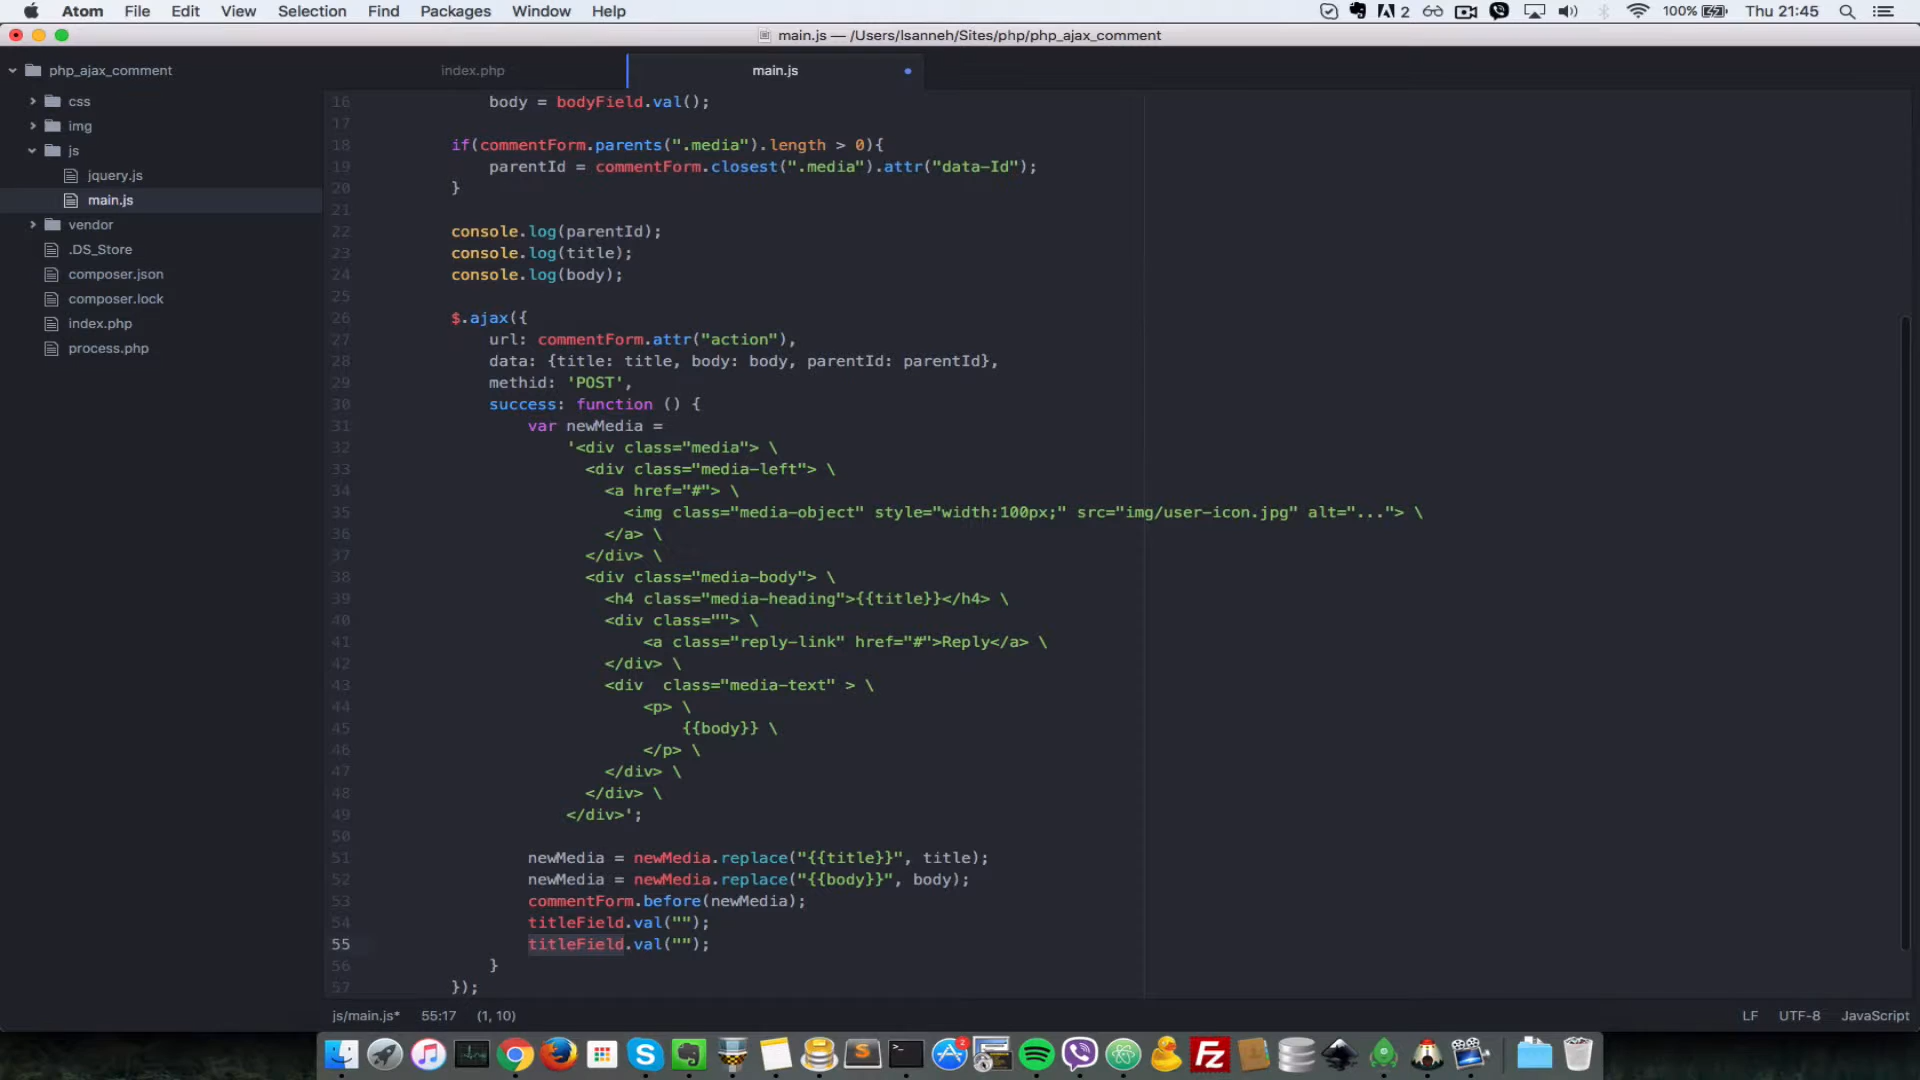 Atom File Edit View Selection Find Packages Window Help 2 100% Thu 21:45
main.js — /Users/lsanneh/Sites/php/php_ajax_comment
php_ajax_comment
css
img
js
jquery.js
main.js
vendor
.DS_Store
composer.json
composer.lock
index.php
process.php
index.php main.js
16 body = bodyField.val();
17
18 if(commentForm.parents(".media").length > 0){
19 parentId = commentForm.closest(".media").attr("data-Id");
20 }
21
22 console.log(parentId);
23 console.log(title);
24 console.log(body);
25
26 $.ajax({
27 url: commentForm.attr("action"),
28 data: {title: title, body: body, parentId: parentId},
29 methid: 'POST',
30 success: function () {
31 var newMedia =
32 '<div class="media"> \
33 <div class="media-left"> \
34 <a href="#"> \
35 <img class="media-object" style="width:100px;" src="img/user-icon.jpg" alt="..."> \
36 </a> \
37 </div> \
38 <div class="media-body"> \
39 <h4 class="media-heading">{{title}}</h4> \
40 <div class=""> \
41 <a class="reply-link" href="#">Reply</a> \
42 </div> \
43 <div  class="media-text" > \
44 <p> \
45 {{body}} \
46 </p> \
47 </div> \
48 </div> \
49 </div>';
50
51 newMedia = newMedia.replace("{{title}}", title);
52 newMedia = newMedia.replace("{{body}}", body);
53 commentForm.before(newMedia);
54 titleField.val("");
55 titleField.val("");
56 }
57 });
js/main.js* 55:17 (1, 10) LF UTF-8 JavaScript